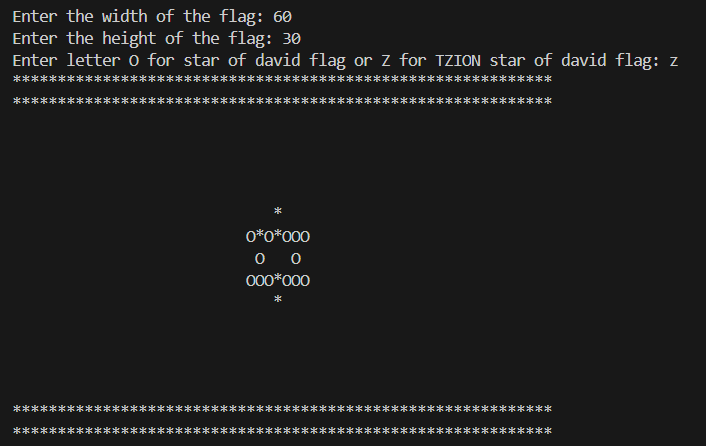 Enter the width of the flag: 60
Enter the height of the flag: 30
Enter letter O for star of david flag or Z for TZION star of david flag: z
************************************************************
************************************************************
                             *
                          O*O*OOO
                           O   O
                          OOO*OOO
                             *
************************************************************
************************************************************